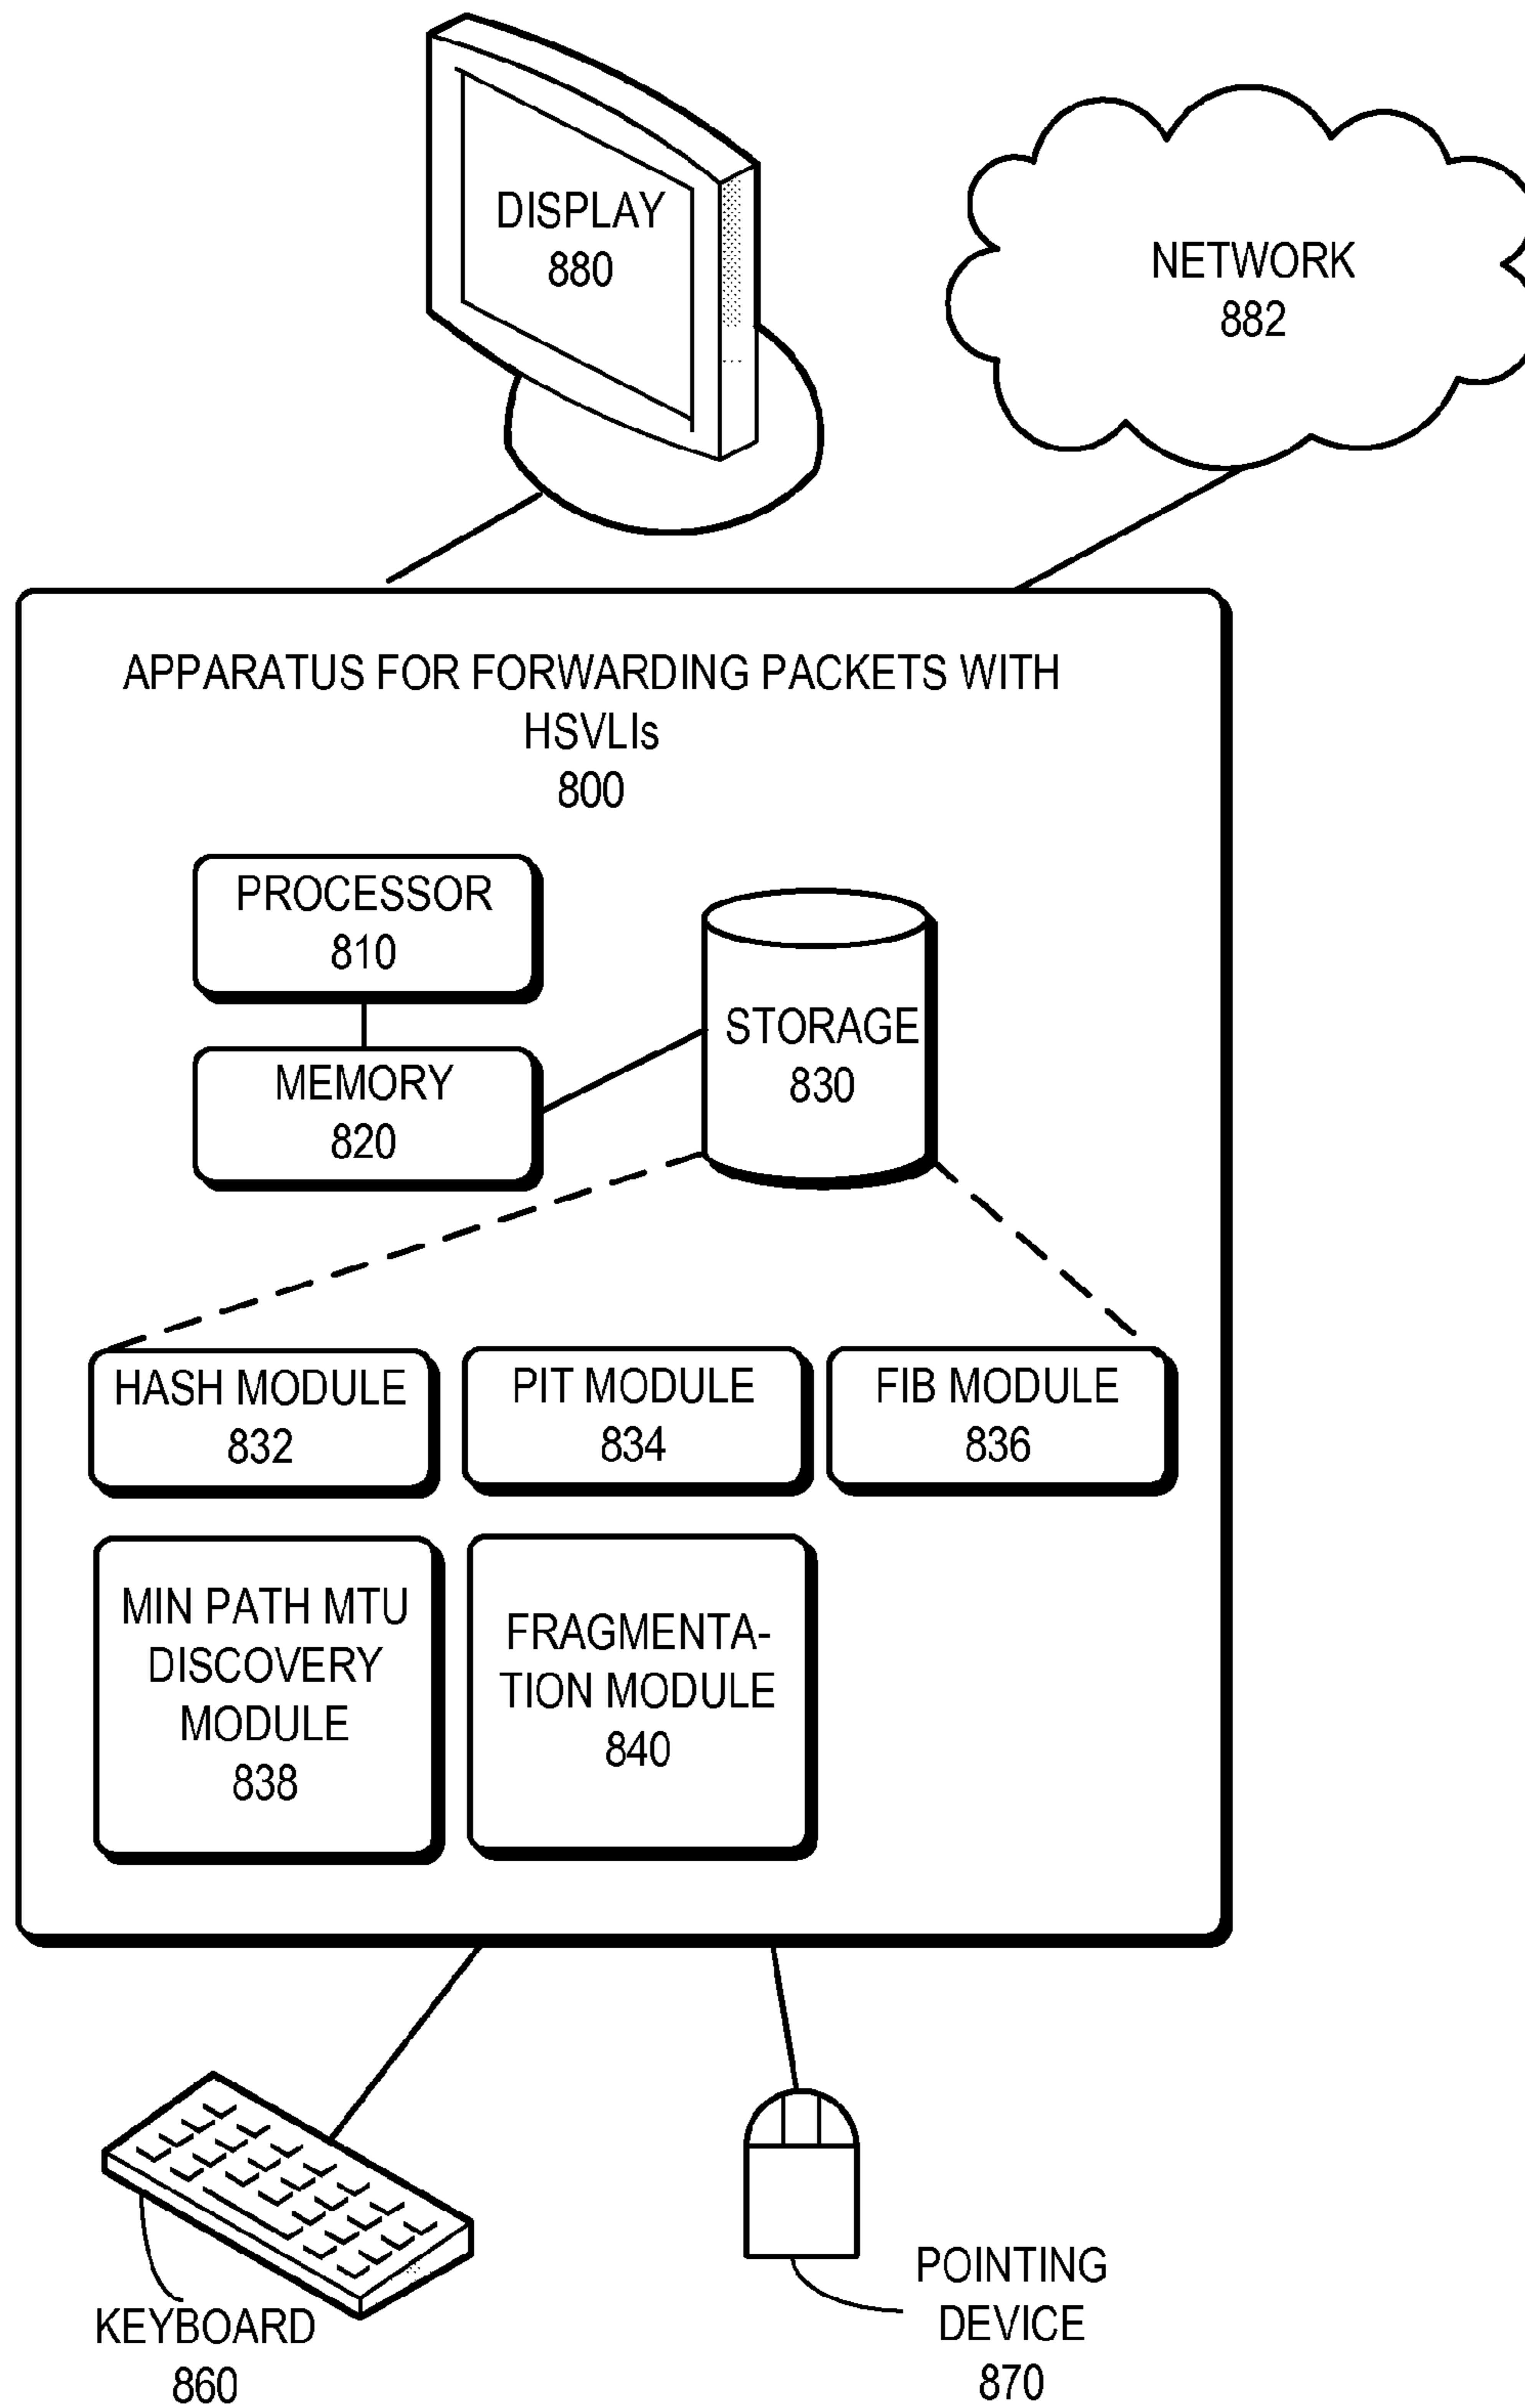 DISPLAY
880
NETWORK
882
APPARATUS FOR FORWARDING PACKETS WITH
HSVLIs
800
PROCESSOR
810
STORAGE
830
MEMORY
820
HASH MODULE
832
PIT MODULE
834
FIB MODULE
836
MIN PATH MTU
DISCOVERY
MODULE
838
FRAGMENTA-
TION MODULE
840
KEYBOARD
860
POINTING
DEVICE
870